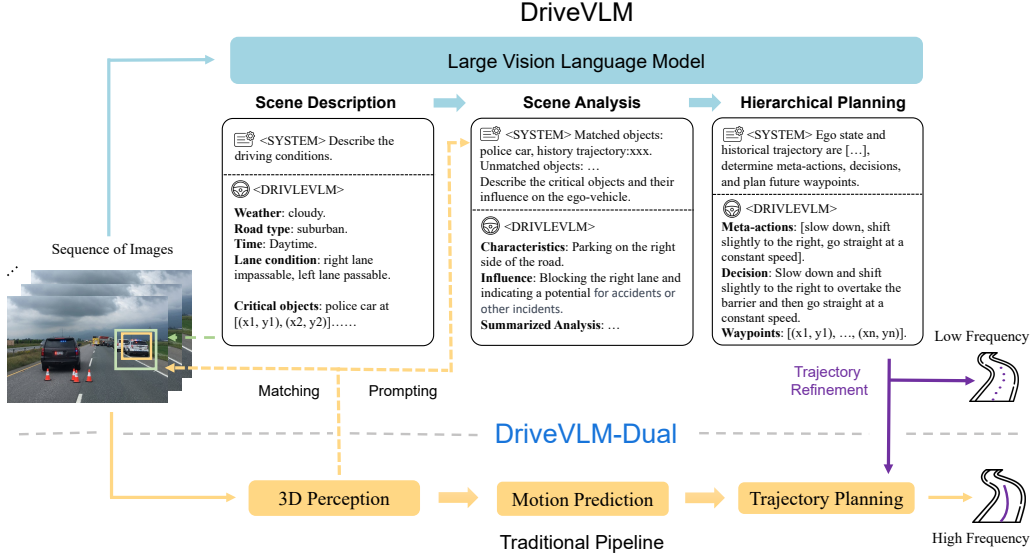 DriveVLM
Large Vision Language Model
Scene Description
Scene Analysis
Hierarchical Planning
<SYSTEM> Describe the
driving conditions.
<DRIVLEVLM>
Weather: cloudy.
Road type: suburban.
Time: Daytime.
Lane condition: right lane
impassable, left lane passable.
Critical objects: police car at
[(x1, y1), (x2, y2)]……
<SYSTEM> Matched objects:
police car, history trajectory:xxx.
Unmatched objects: …
Describe the critical objects and their
influence on the ego-vehicle.
<DRIVLEVLM>
Characteristics: Parking on the right
side of the road.
Influence: Blocking the right lane and
indicating a potential for accidents or
other incidents.
Summarized Analysis: …
<SYSTEM> Ego state and
historical trajectory are […],
determine meta-actions, decisions,
and plan future waypoints.
<DRIVLEVLM>
Meta-actions: [slow down, shift
slightly to the right, go straight at a
constant speed].
Decision: Slow down and shift
slightly to the right to overtake the
barrier and then go straight at a
constant speed.
Waypoints: [(x1, y1), …, (xn, yn)].
Sequence of Images
Matching
Prompting
Trajectory
Refinement
Low Frequency
DriveVLM-Dual
3D Perception
Motion Prediction
Trajectory Planning
High Frequency
Traditional Pipeline